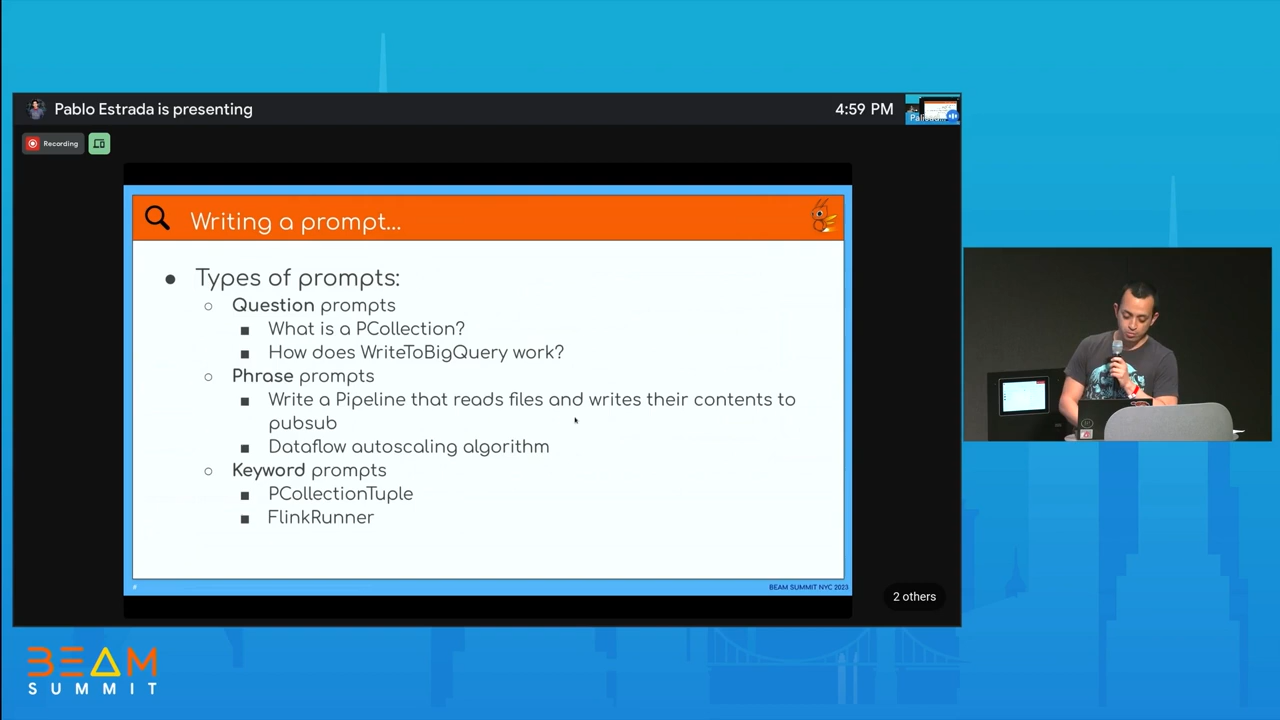 Pablo Estrada is presenting
4:59 PM
Recording
Writing a prompt...
● Types of prompts:
○ Question prompts
■ What is a PCollection?
■ How does WriteToBigQuery work?
○ Phrase prompts
■ Write a Pipeline that reads files and writes their contents to
pubsub
■ Dataflow autoscaling algorithm
○ Keyword prompts
■ PCollectionTuple
■ FlinkRunner
BEAM SUMMIT NYC 2023
2 others
BEAM
SUMMIT